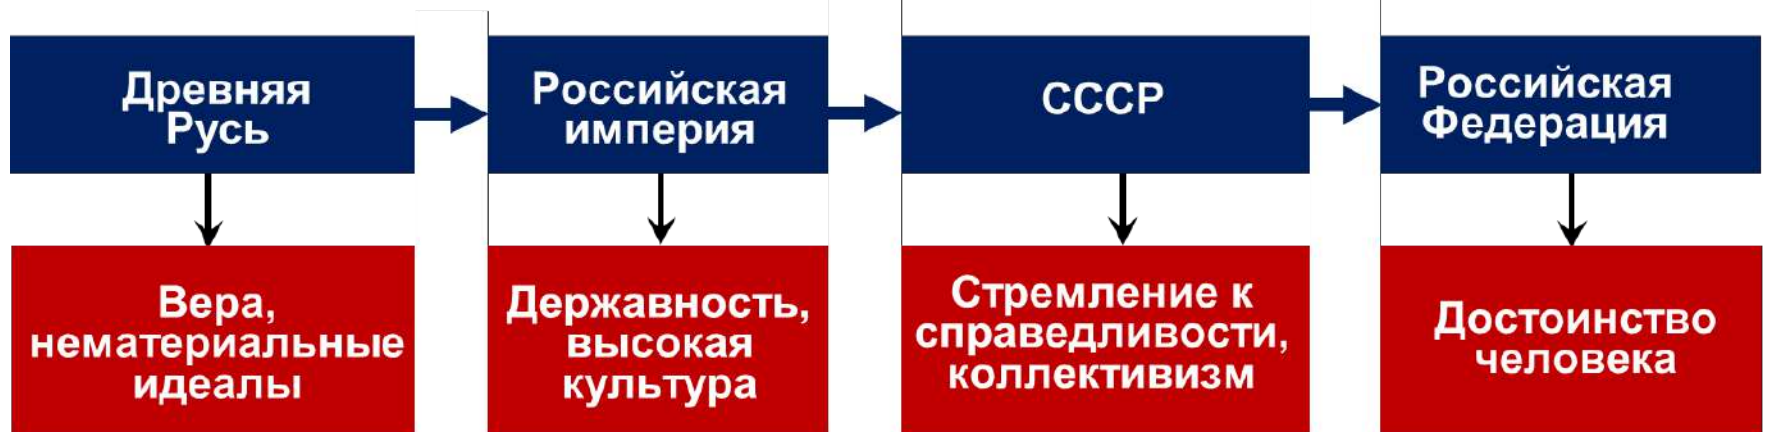 Древняя
Русь
Российская
империя
СССР
Российская
Федерация
Вера,
нематериальные
идеалы
Державность,
высокая
культура
Стремление к
справедливости,
коллективизм
Достоинство
человека